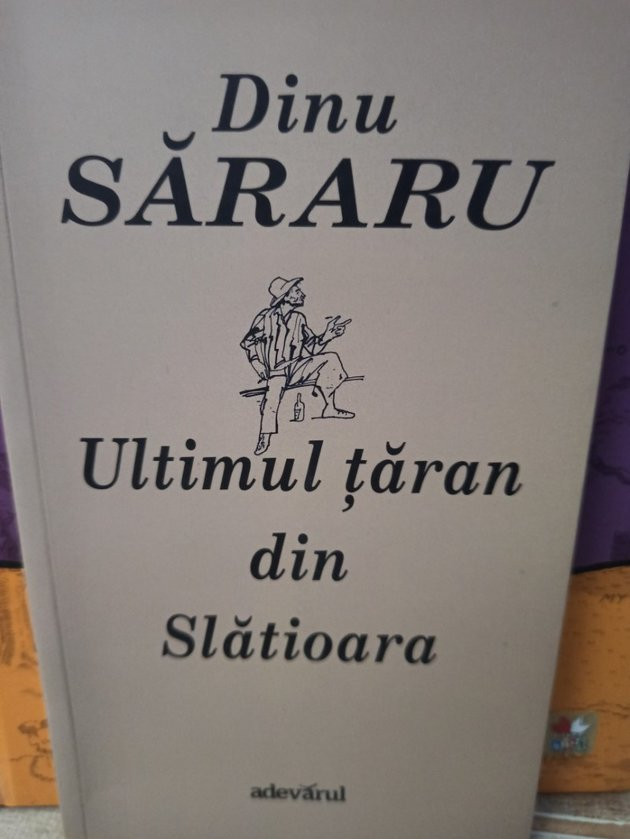 Dinu
SĂRARU
Ultimul țăran
din
Slătioara
adevărul